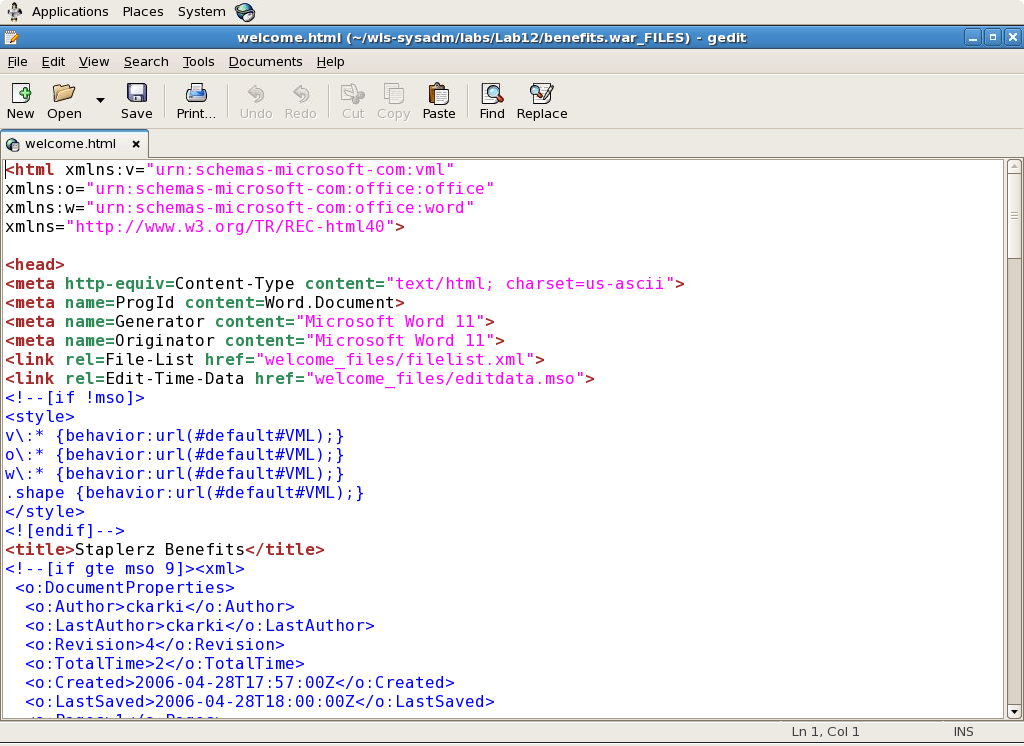 Applications Places System
welcome.html (~/wls-sysadm/labs/Lab12/benefits.war_FILES) - gedit
File Edit View Search Tools Documents Help
New Open Save Print... Undo Redo Cut Copy Paste Find Replace
welcome.html
<html xmlns:v="urn:schemas-microsoft-com:vml"
xmlns:o="urn:schemas-microsoft-com:office:office"
xmlns:w="urn:schemas-microsoft-com:office:word"
xmlns="http://www.w3.org/TR/REC-html40">
<head>
<meta http-equiv=Content-Type content="text/html; charset=us-ascii">
<meta name=ProgId content=Word.Document>
<meta name=Generator content="Microsoft Word 11">
<meta name=Originator content="Microsoft Word 11">
<link rel=File-List href="welcome_files/filelist.xml">
<link rel=Edit-Time-Data href="welcome_files/editdata.mso">
<!--[if !mso]>
<style>
v\:* {behavior:url(#default#VML);}
o\:* {behavior:url(#default#VML);}
w\:* {behavior:url(#default#VML);}
.shape {behavior:url(#default#VML);}
</style>
<![endif]-->
<title>Staplerz Benefits</title>
<!--[if gte mso 9]><xml>
<o:DocumentProperties>
<o:Author>ckarki</o:Author>
<o:LastAuthor>ckarki</o:LastAuthor>
<o:Revision>4</o:Revision>
<o:TotalTime>2</o:TotalTime>
<o:Created>2006-04-28T17:57:00Z</o:Created>
<o:LastSaved>2006-04-28T18:00:00Z</o:LastSaved>
<o:Pages>1</o:Pages>
Ln 1, Col 1 INS